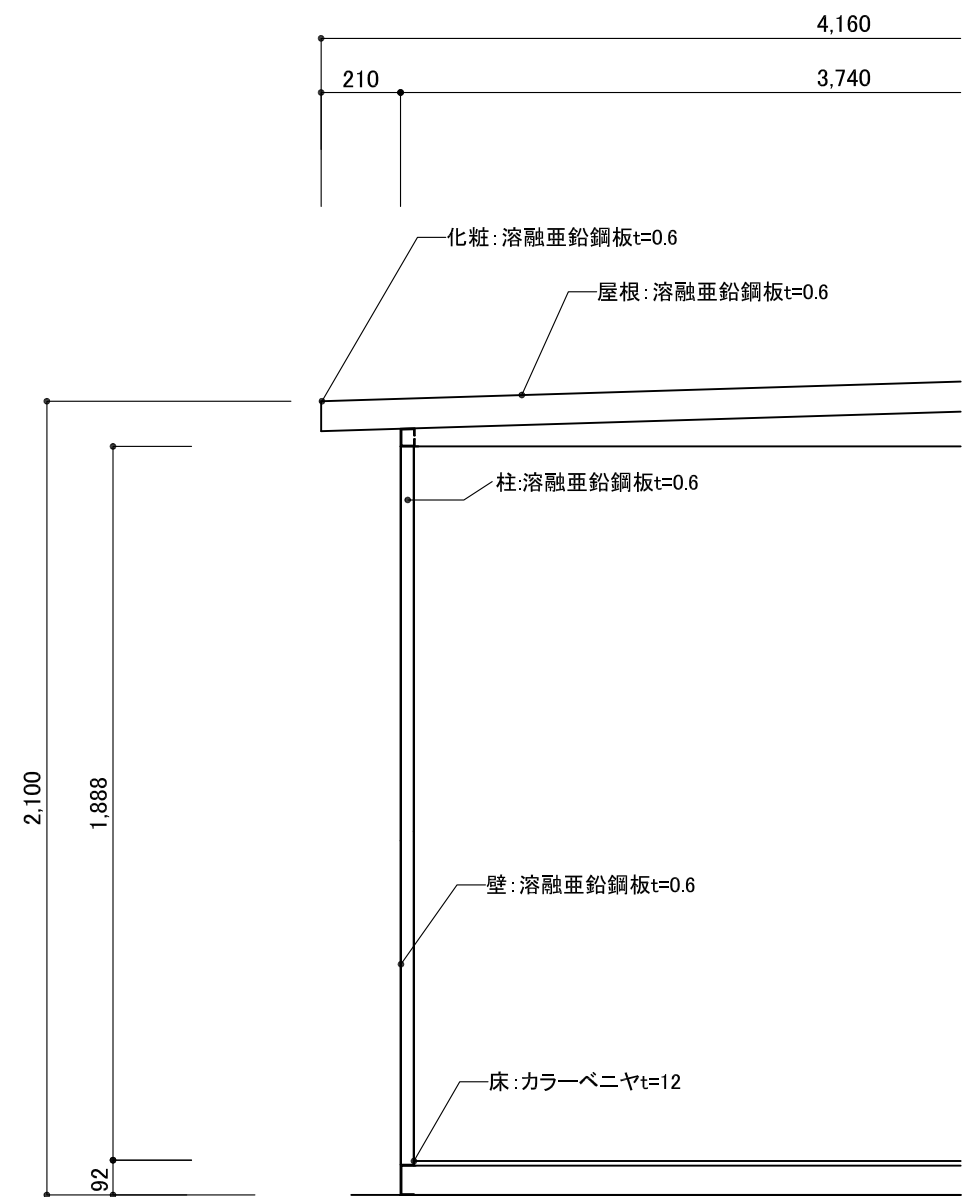 4,160
210
3,740
化粧:溶融亜鉛鋼板t=0.6
屋根:溶融亜鉛鋼板t=0.6
柱:溶融亜鉛鋼板t=0.6
2,100
1,888
壁:溶融亜鉛鋼板t=0.6
床:カラーベニヤt=12
92